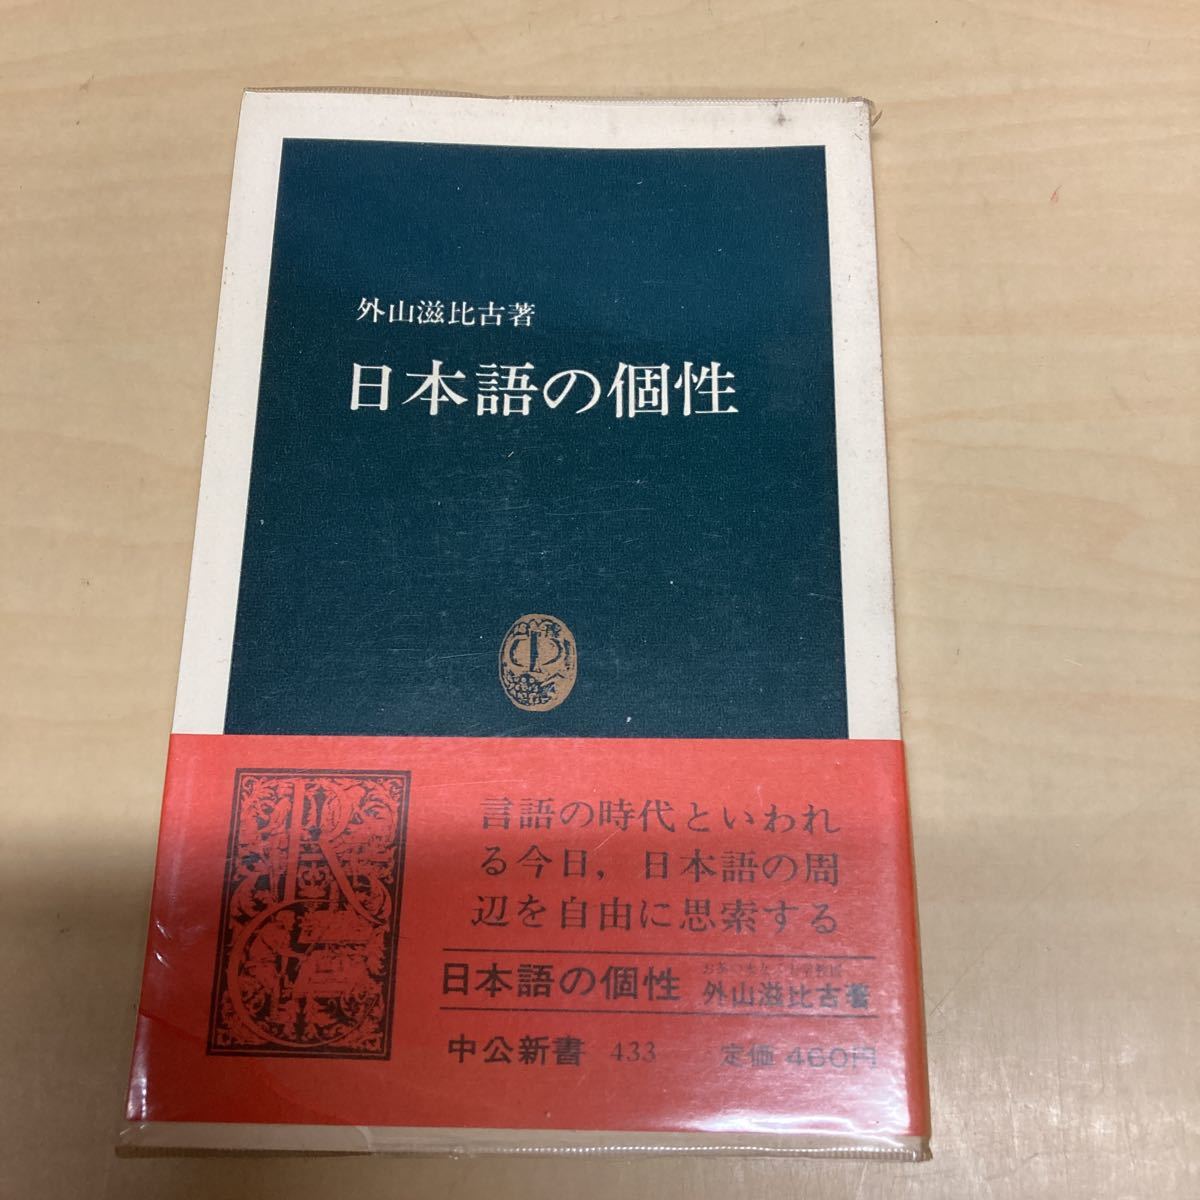 外山滋比古著
日本語の個性
言語の時代といわれ
る今日，日本語の周
辺を自由に思索する
日本語の個性 外山滋比古著
中公新書 433 定価 460円